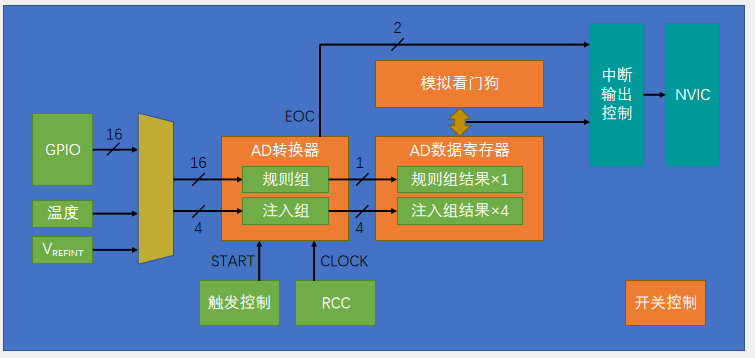 2
EOC
模拟看门狗
中断
输出
控制
NVIC
GPIO
16
温度
VREFINT
16
4
AD转换器
规则组
注入组
1
4
AD数据寄存器
规则组结果×1
注入组结果×4
START
CLOCK
触发控制
RCC
开关控制